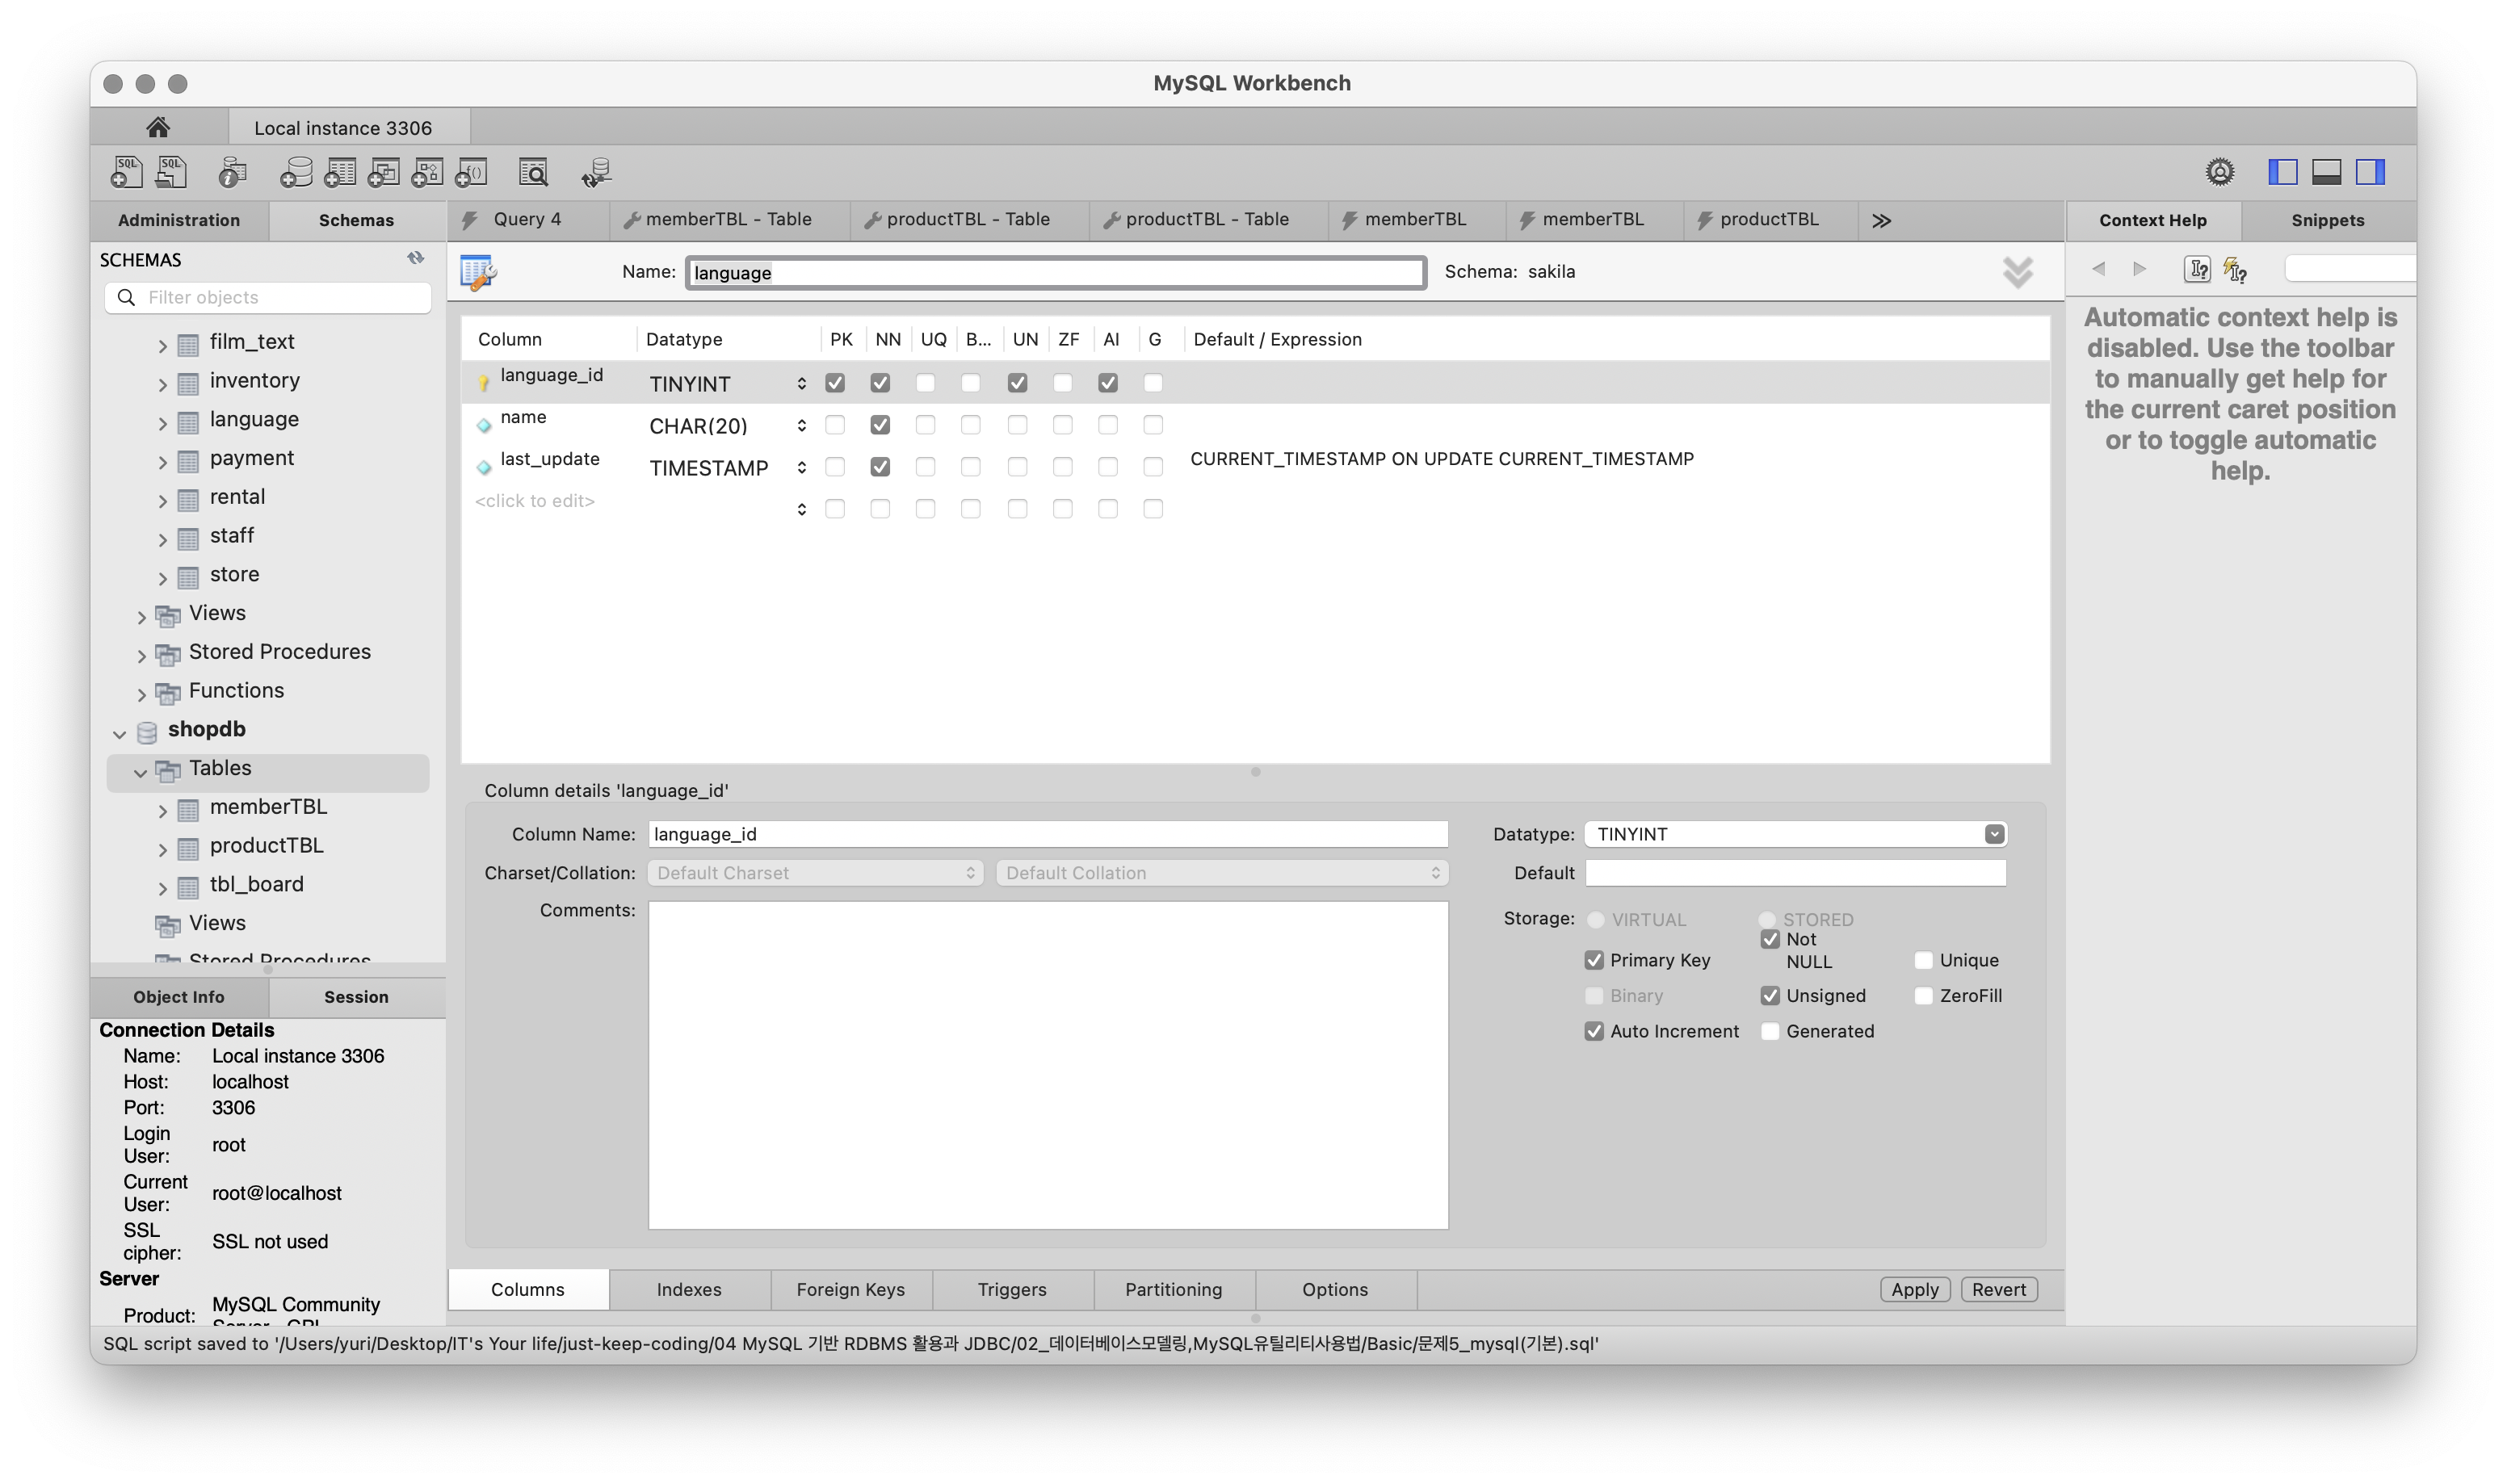 MySQL Workbench
Local instance 3306
Administration
Schemas
Query 4
memberTBL - Table
productTBL - Table
productTBL - Table
memberTBL
memberTBL
productTBL
Context Help
Snippets
SCHEMAS
Filter objects
film_text
inventory
language
payment
rental
staff
store
Views
Stored Procedures
Functions
shopdb
Tables
memberTBL
productTBL
tbl_board
Views
Stored Procedures
Object Info
Session
Connection Details
Name: Local instance 3306
Host: localhost
Port: 3306
Login User: root
Current User: root@localhost
SSL cipher: SSL not used
Server
Product: MySQL Community Server - GPL
Name: language Schema: sakila
Column Datatype PK NN UQ B... UN ZF AI G Default / Expression
language_id TINYINT
name CHAR(20)
last_update TIMESTAMP CURRENT_TIMESTAMP ON UPDATE CURRENT_TIMESTAMP
<click to edit>
Column details 'language_id'
Column Name: language_id
Datatype: TINYINT
Charset/Collation: Default Charset Default Collation
Default
Comments:
Storage: VIRTUAL STORED
Primary Key Not NULL Unique
Binary Unsigned ZeroFill
Auto Increment Generated
Columns Indexes Foreign Keys Triggers Partitioning Options
Apply Revert
Automatic context help is
disabled. Use the toolbar
to manually get help for
the current caret position
or to toggle automatic
help.
SQL script saved to '/Users/yuri/Desktop/IT's Your life/just-keep-coding/04 MySQL 기반 RDBMS 활용과 JDBC/02_데이터베이스모델링,MySQL유틸리티사용법/Basic/문제5_mysql(기본).sql'